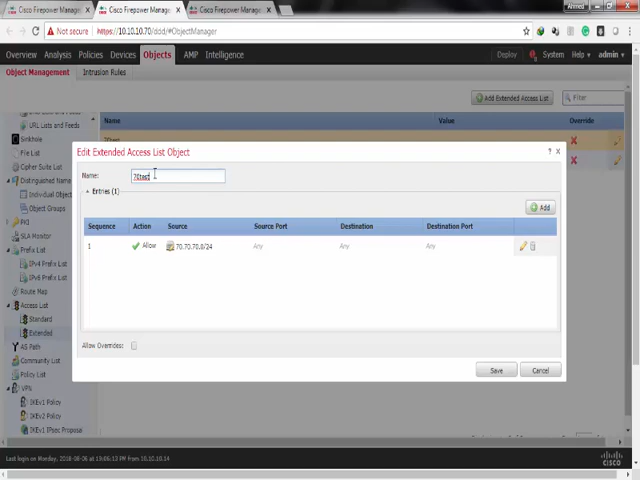 Cisco Firepower Manage Cisco Firepower Manage Cisco Firepower Manage Ahmed
Not secure https://10.10.10.70/ddd/#ObjectManager
Overview Analysis Policies Devices Objects AMP Intelligence Deploy System Help admin
Object Management Intrusion Rules
Add Extended Access List Filter
URL Lists and Feeds
Name Value Override
Sinkhole
File List
Cipher Suite List
Distinguished Name
Individual Object
Object Groups
PKI
SLA Monitor
Prefix List
IPv4 Prefix List
IPv6 Prefix List
Route Map
Access List
Standard
Extended
AS Path
Community List
Policy List
VPN
IKEv1 Policy
IKEv2 Policy
IKEv1 IPsec Proposal
Edit Extended Access List Object ? x
Name: 70test
Entries (1)
Add
Sequence Action Source Source Port Destination Destination Port
1 Allow 70.70.70.0/24 Any Any Any
Allow Overrides:
Save Cancel
Last login on Monday, 2018-08-06 at 19:06:13 PM from 10.10.10.14
CISCO